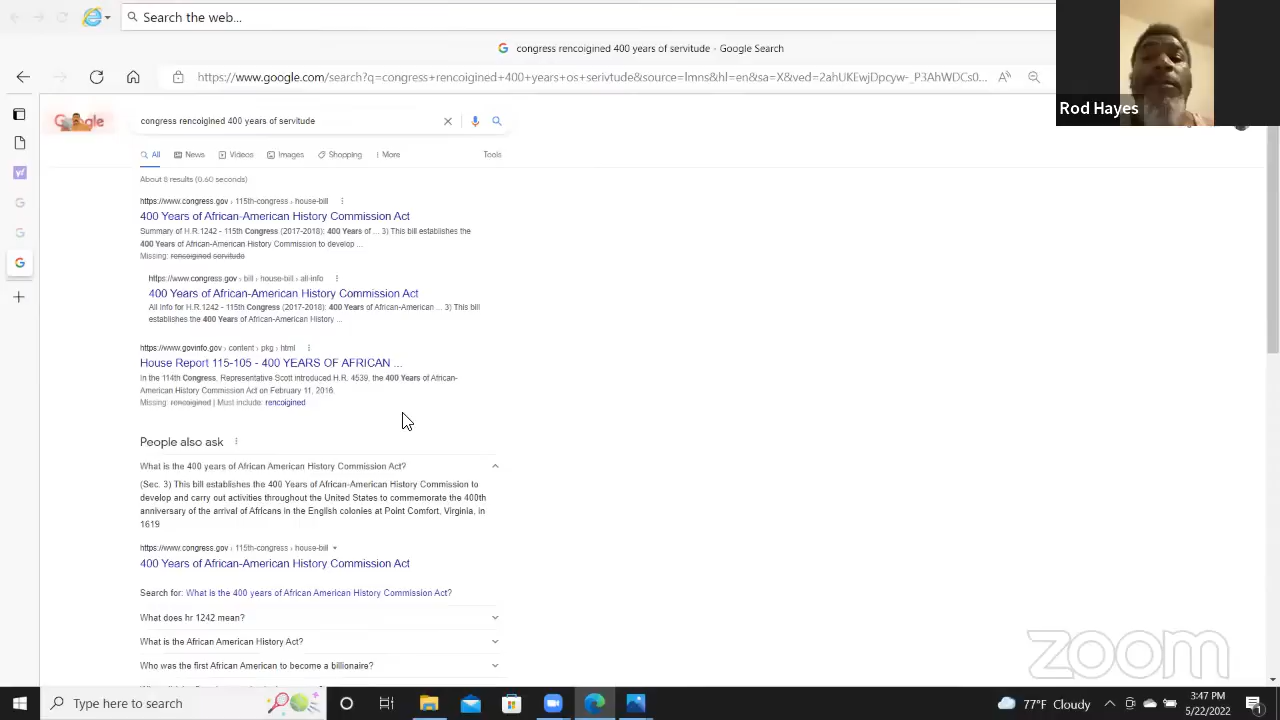 Search the web...
congress rencoigined 400 years of servitude - Google Search
https://www.google.com/search?q=congress+rencoigined+400+years+os+serivtude&source=lmns&hl=en&sa=X&ved=2ahUKEwjDpcyw-_P3AhWDCs0...
Rod Hayes
Google
congress rencoigined 400 years of servitude
All News Videos Images Shopping More Tools
About 8 results (0.60 seconds)
https://www.congress.gov › 115th-congress › house-bill
400 Years of African-American History Commission Act
Summary of H.R.1242 - 115th Congress (2017-2018): 400 Years of ... 3) This bill establishes the
400 Years of African-American History Commission to develop ...
Missing: rencoigined servitude
https://www.congress.gov › bill › house-bill › all-info
400 Years of African-American History Commission Act
All Info for H.R.1242 - 115th Congress (2017-2018): 400 Years of African-American ... 3) This bill
establishes the 400 Years of African-American History ...
https://www.govinfo.gov › content › pkg › html
House Report 115-105 - 400 YEARS OF AFRICAN ...
In the 114th Congress, Representative Scott introduced H.R. 4539, the 400 Years of African-
American History Commission Act on February 11, 2016.
Missing: rencoigined | Must include: rencoigined
People also ask
What is the 400 years of African American History Commission Act?
(Sec. 3) This bill establishes the 400 Years of African-American History Commission to
develop and carry out activities throughout the United States to commemorate the 400th
anniversary of the arrival of Africans in the English colonies at Point Comfort, Virginia, in
1619
https://www.congress.gov › 115th-congress › house-bill
400 Years of African-American History Commission Act
Search for: What is the 400 years of African American History Commission Act?
What does hr 1242 mean?
What is the African American History Act?
Who was the first African American to become a billionaire?
zoom
Type here to search
77°F Cloudy
3:47 PM
5/22/2022
1